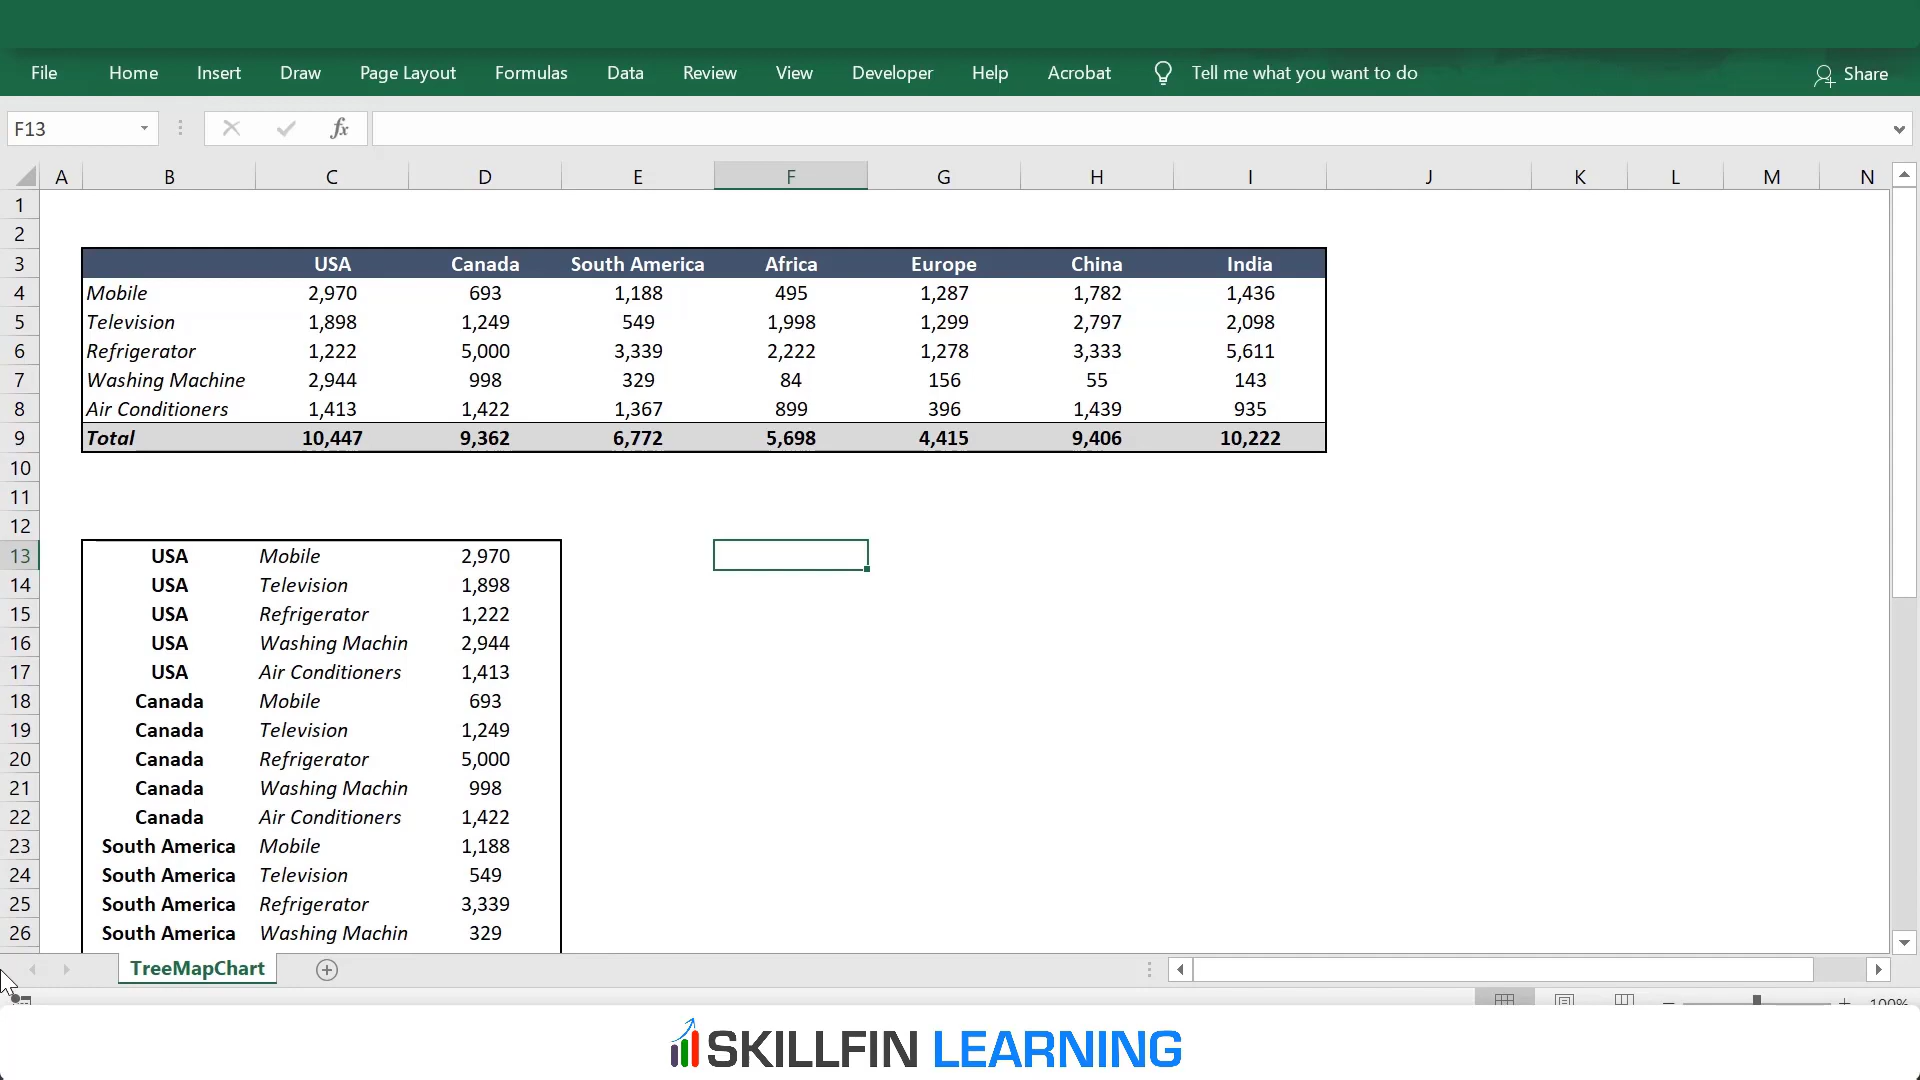 File Home Insert Draw Page Layout Formulas Data Review View Developer Help Acrobat Tell me what you want to do Share
F13 fx
A B C D E F G H I J K L M N
1
2
3 USA Canada South America Africa Europe China India
4 Mobile 2,970 693 1,188 495 1,287 1,782 1,436
5 Television 1,898 1,249 549 1,998 1,299 2,797 2,098
6 Refrigerator 1,222 5,000 3,339 2,222 1,278 3,333 5,611
7 Washing Machine 2,944 998 329 84 156 55 143
8 Air Conditioners 1,413 1,422 1,367 899 396 1,439 935
9 Total 10,447 9,362 6,772 5,698 4,415 9,406 10,222
10
11
12
13 USA Mobile 2,970
14 USA Television 1,898
15 USA Refrigerator 1,222
16 USA Washing Machin 2,944
17 USA Air Conditioners 1,413
18 Canada Mobile 693
19 Canada Television 1,249
20 Canada Refrigerator 5,000
21 Canada Washing Machin 998
22 Canada Air Conditioners 1,422
23 South America Mobile 1,188
24 South America Television 549
25 South America Refrigerator 3,339
26 South America Washing Machin 329
TreeMapChart
100%
SKILLFIN LEARNING